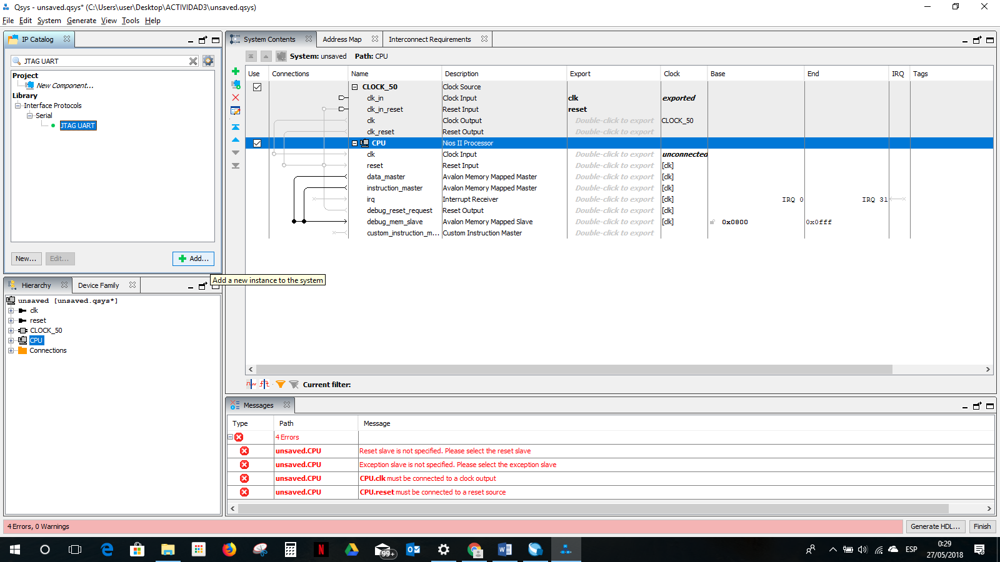 Qsys - unsaved.qsys* (C:\Users\user\Desktop\ACTIVIDAD3\unsaved.qsys)
File Edit System Generate View Tools Help
IP Catalog
JTAG UART
Project
New Component...
Library
Interface Protocols
Serial
JTAG UART
New... Edit... Add...
Add a new instance to the system
Hierarchy Device Family
unsaved [unsaved.qsys*]
clk
reset
CLOCK_50
CPU
Connections
System Contents Address Map Interconnect Requirements
System: unsaved Path: CPU
Use Connections Name Description Export Clock Base End IRQ Tags
CLOCK_50 Clock Source
clk_in Clock Input clk exported
clk_in_reset Reset Input reset
clk Clock Output Double-click to export CLOCK_50
clk_reset Reset Output Double-click to export
CPU Nios II Processor
clk Clock Input Double-click to export unconnected
reset Reset Input Double-click to export [clk]
data_master Avalon Memory Mapped Master Double-click to export [clk]
instruction_master Avalon Memory Mapped Master Double-click to export [clk]
irq Interrupt Receiver Double-click to export [clk] IRQ 0 IRQ 31
debug_reset_request Reset Output Double-click to export [clk]
debug_mem_slave Avalon Memory Mapped Slave Double-click to export [clk] 0x0800 0x0fff
custom_instruction_m... Custom Instruction Master Double-click to export
Current filter:
Messages
Type Path Message
4 Errors
unsaved.CPU Reset slave is not specified. Please select the reset slave
unsaved.CPU Exception slave is not specified. Please select the exception slave
unsaved.CPU CPU.clk must be connected to a clock output
unsaved.CPU CPU.reset must be connected to a reset source
4 Errors, 0 Warnings
Generate HDL... Finish
99+
ESP
0:29
27/05/2018